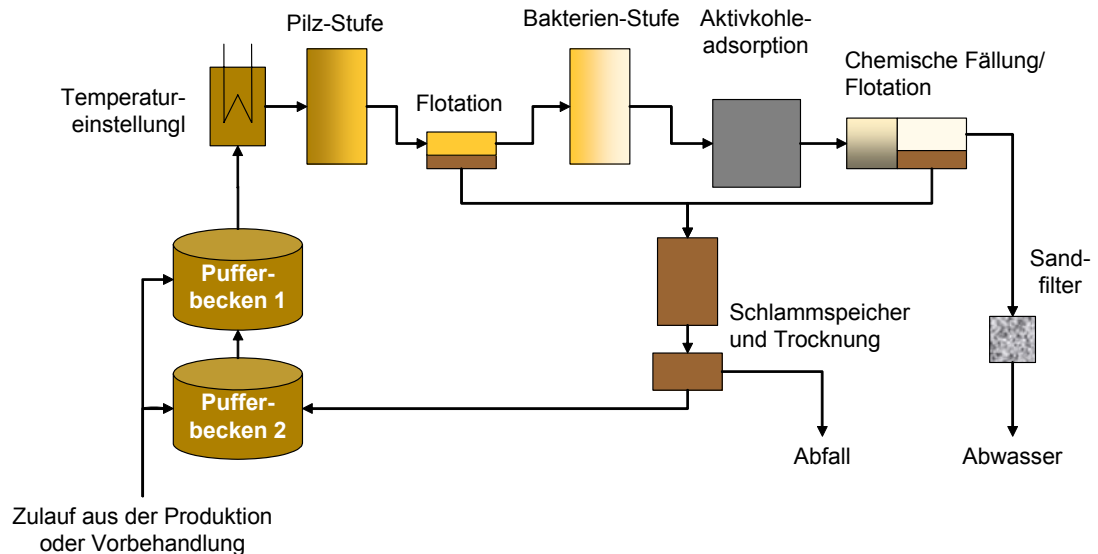 Pilz-Stufe
Bakterien-Stufe
Aktivkohle-
adsorption
Chemische Fällung/
Flotation
Temperatur-
einstellungl
Flotation
Puffer-
becken 1
Sand-
filter
Schlammspeicher
und Trocknung
Puffer-
becken 2
Abfall
Abwasser
Zulauf aus der Produktion
oder Vorbehandlung